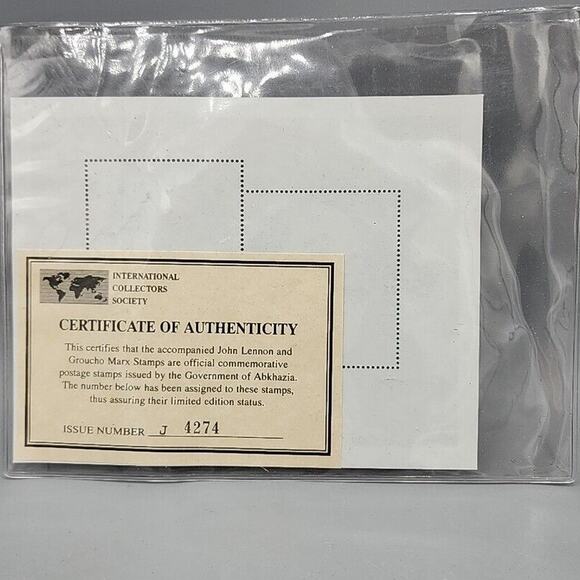 INTERNATIONAL
COLLECTORS
SOCIETY
CERTIFICATE OF AUTHENTICITY
This certifies that the accompanied John Lennon and
Groucho Marx Stamps are official commemorative
postage stamps issued by the Government of Abkhazia.
The number below has been assigned to these stamps,
thus assuring their limited edition status.
ISSUE NUMBER J 4274